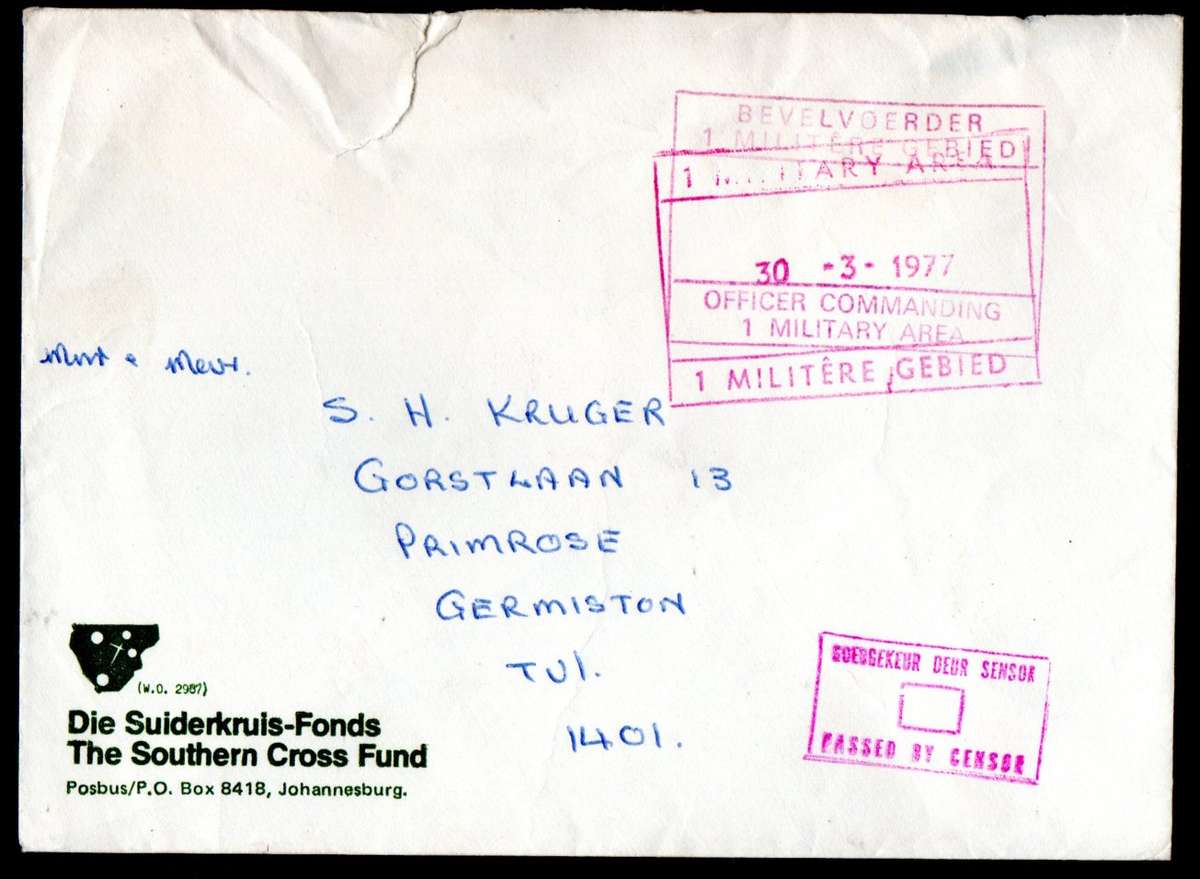 BEVELVOERDER
1 MILITÊRE GEBIED
1 MILITARY AREA
30 -3- 1977
OFFICER COMMANDING
1 MILITARY AREA
1 MILITÊRE GEBIED
Mnr & Mevr.
S. H. KRUGER
GORSTLAAN 13
PRIMROSE
GERMISTON
TVL.
1401.
(W.O. 2987)
Die Suiderkruis-Fonds
The Southern Cross Fund
Posbus/P.O. Box 8418, Johannesburg.
GOEDGEKEUR DEUR SENSOR
PASSED BY CENSOR